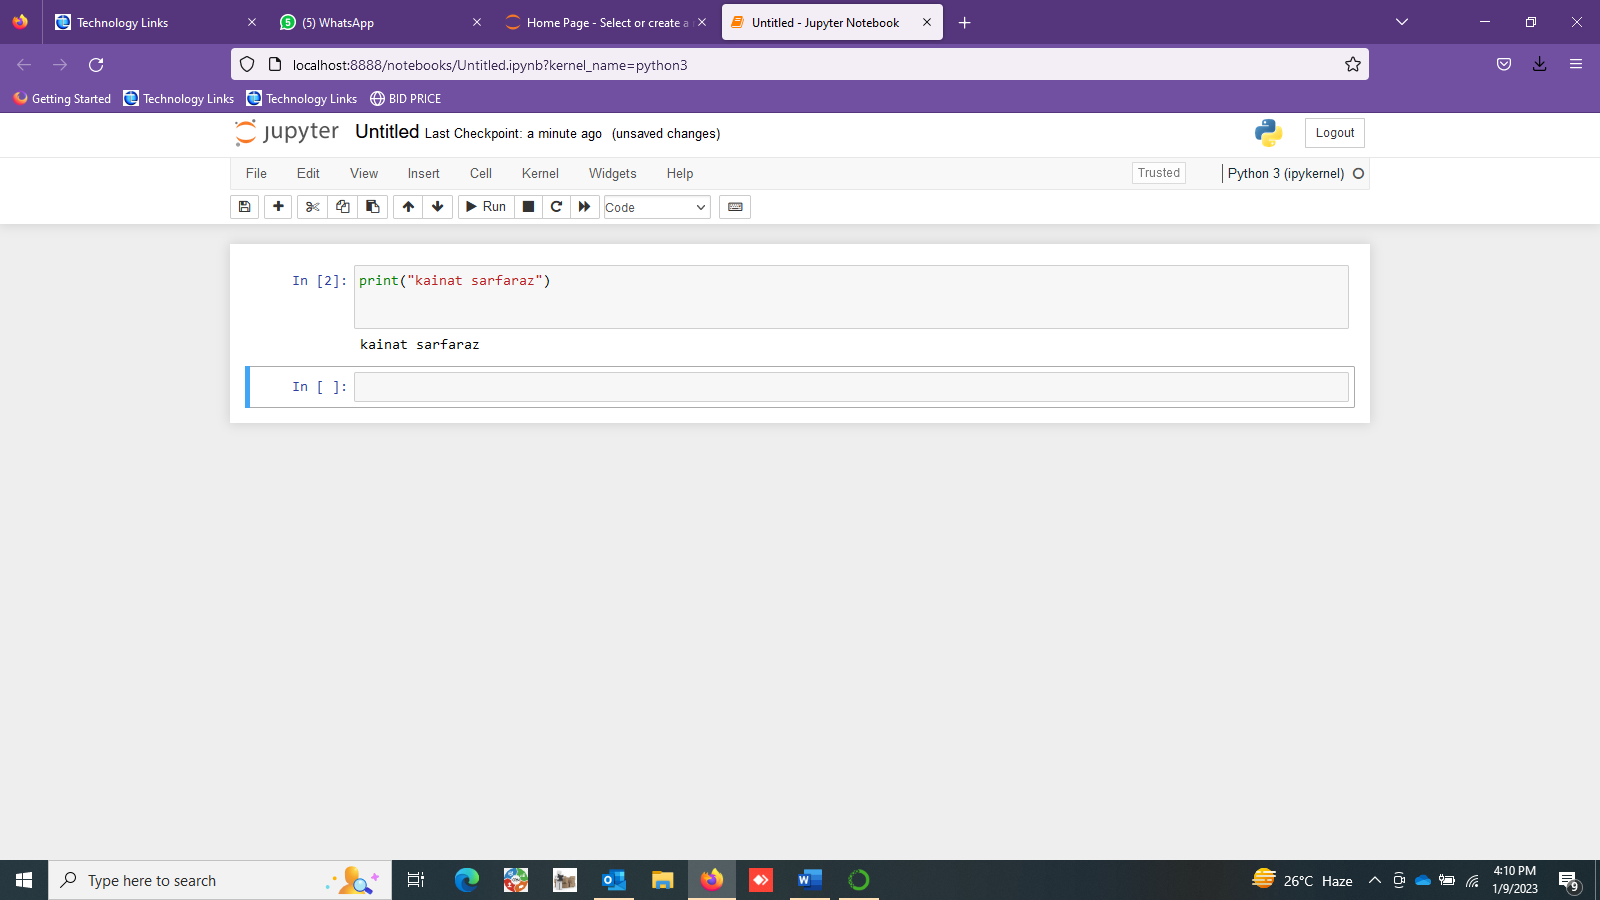 Technology Links
(5) WhatsApp
Home Page - Select or create a
Untitled - Jupyter Notebook
localhost:8888/notebooks/Untitled.ipynb?kernel_name=python3
Getting Started
Technology Links
Technology Links
BID PRICE
jupyter
Untitled
Last Checkpoint: a minute ago
(unsaved changes)
Logout
File
Edit
View
Insert
Cell
Kernel
Widgets
Help
Trusted
Python 3 (ipykernel)
Run
Code
In [2]:
print("kainat sarfaraz")
kainat sarfaraz
In [ ]:
Type here to search
26°C Haze
4:10 PM
1/9/2023
9